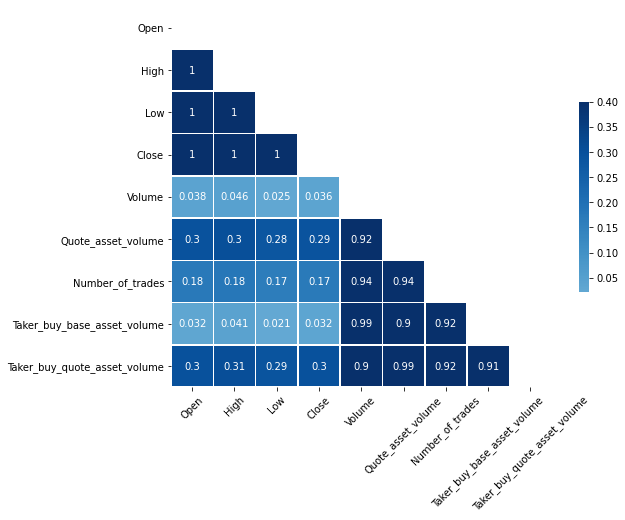 Open
High 1
Low 1 1
Close 1 1 1
Volume 0.038 0.046 0.025 0.036
Quote_asset_volume 0.3 0.3 0.28 0.29 0.92
Number_of_trades 0.18 0.18 0.17 0.17 0.94 0.94
Taker_buy_base_asset_volume 0.032 0.041 0.021 0.032 0.99 0.9 0.92
Taker_buy_quote_asset_volume 0.3 0.31 0.29 0.3 0.9 0.99 0.92 0.91
Open
High
Low
Close
Volume
Quote_asset_volume
Number_of_trades
Taker_buy_base_asset_volume
Taker_buy_quote_asset_volume
0.40
0.35
0.30
0.25
0.20
0.15
0.10
0.05